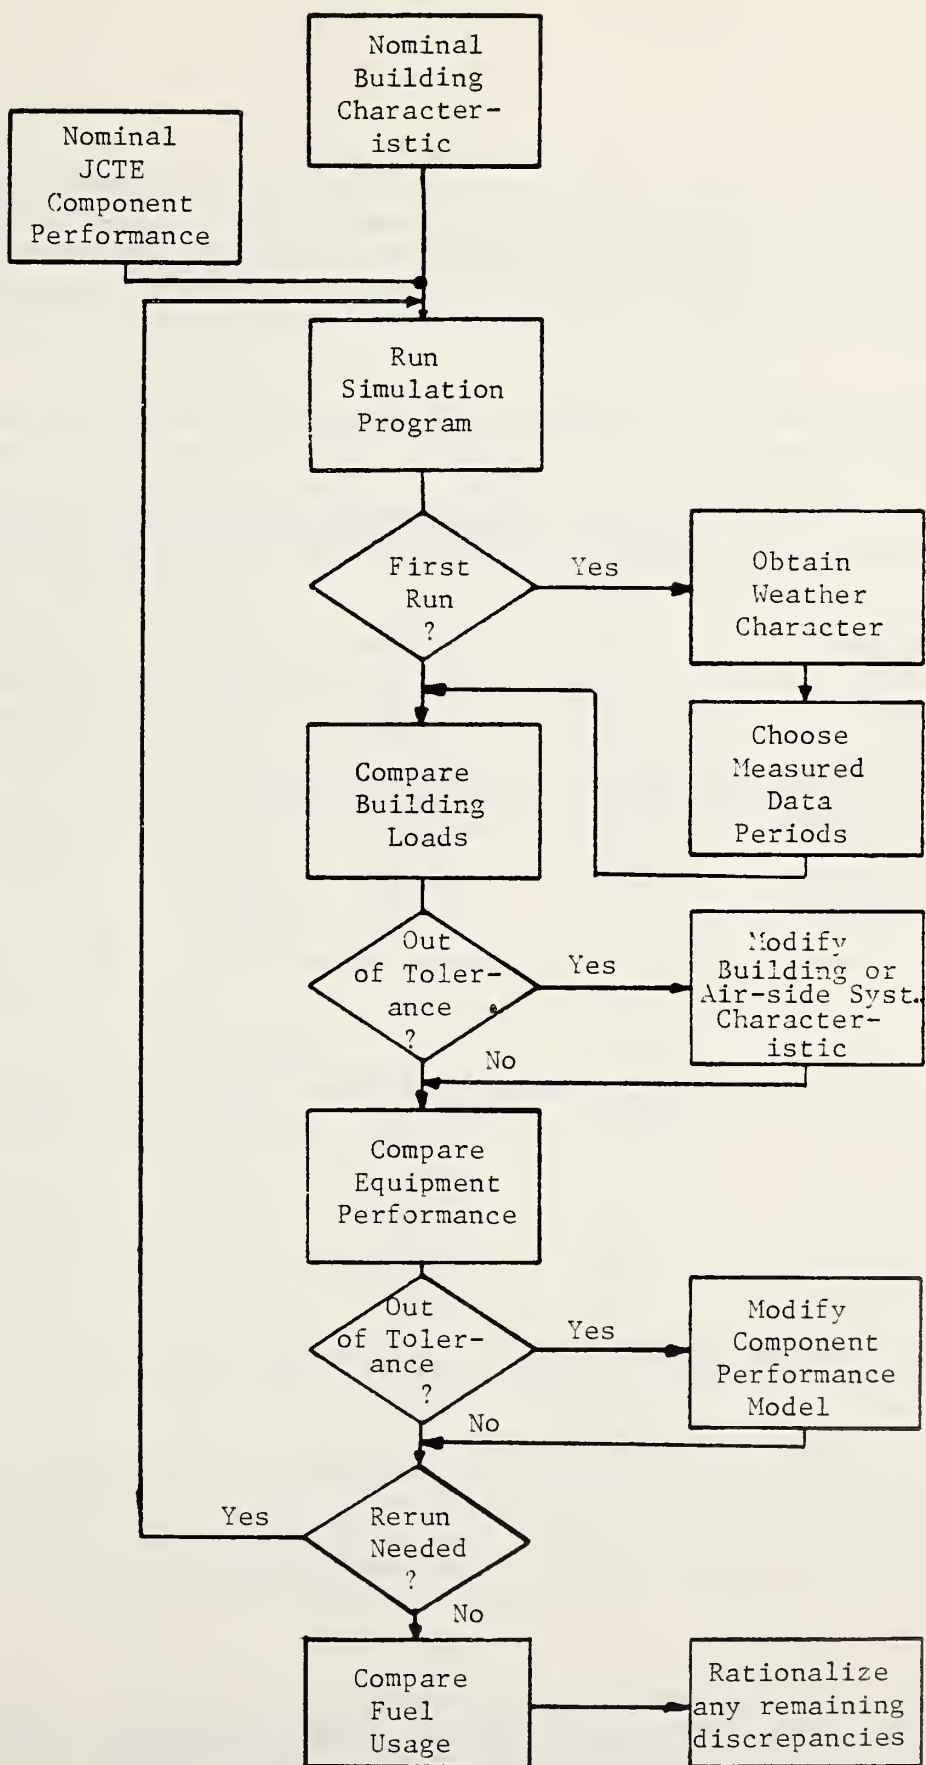 Nominal
Building
Character-
istic
Nominal
JCTE
Component
Performance
Run
Simulation
Program
First
Run
?
Yes
Obtain
Weather
Character
Choose
Measured
Data
Periods
Compare
Building
Loads
Out
of Toler-
ance
?
Yes
No
Modify
Building or
Air-side Syst.
Character-
istic
Compare
Equipment
Performance
Out
of Toler-
ance
?
Yes
No
Modify
Component
Performance
Model
Rerun
Needed
?
Yes
No
Compare
Fuel
Usage
Rationalize
any remaining
discrepancies